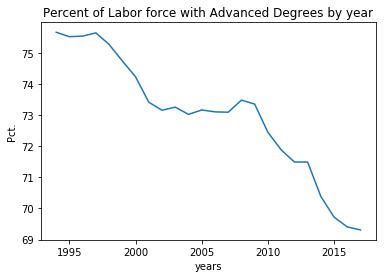 Percent of Labor force with Advanced Degrees by year
75
74
73
72
71
70
69
Pct.
1995 2000 2005 2010 2015
years